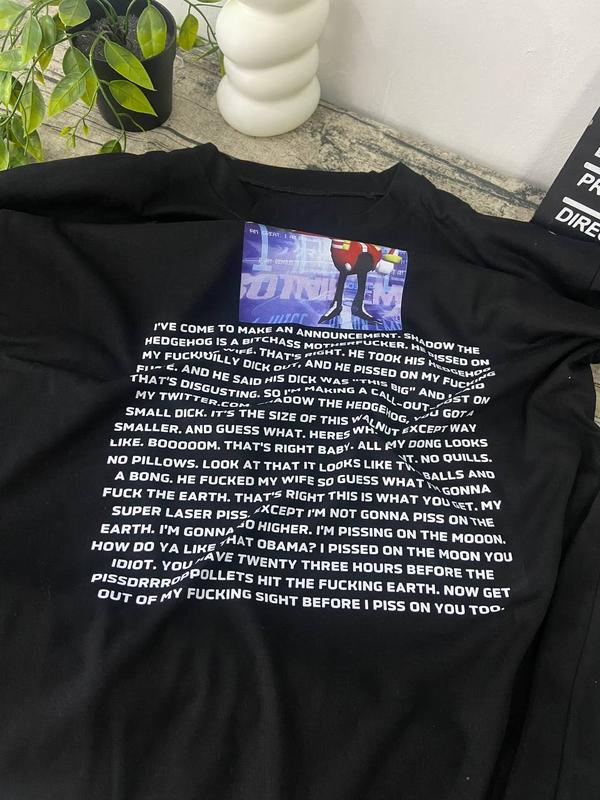 I'VE COME TO MAKE AN ANNOUNCEMENT. SHADOW THE
HEDGEHOG IS A BITCHASS MOTHERFUCKER. HE PISSED ON
MY FUCKING WIFE. THAT'S RIGHT. HE TOOK HIS HEDGEHOG
QUILLY DICK OUT, AND HE PISSED ON MY FUCKING
AND HE SAID HIS DICK WAS "THIS BIG" AND
THAT'S DISGUSTING. SO I'M MAKING A CALL-OUT POST ON
MY TWITTER.COM. SHADOW THE HEDGEHOG, YOU GOT A
SMALL DICK. IT'S THE SIZE OF THIS WALNUT EXCEPT WAY
SMALLER. AND GUESS WHAT. HERES WHAT MY DONG LOOKS
LIKE. BOOOOOM. THAT'S RIGHT BABY. ALL NO QUILLS.
NO PILLOWS. LOOK AT THAT IT LOOKS LIKE TWO BALLS AND
A BONG. HE FUCKED MY WIFE SO GUESS WHAT I'M GONNA
FUCK THE EARTH. THAT'S RIGHT THIS IS WHAT YOU GET. MY
SUPER LASER PISS. EXCEPT I'M NOT GONNA PISS ON THE
EARTH. I'M GONNA GO HIGHER. I'M PISSING ON THE MOOON.
HOW DO YA LIKE THAT OBAMA? I PISSED ON THE MOON YOU
IDIOT. YOU HAVE TWENTY THREE HOURS BEFORE THE
PISSDRRROPPOLLETS HIT THE FUCKING EARTH. NOW GET
OUT OF MY FUCKING SIGHT BEFORE I PISS ON YOU TOO.
DIREC